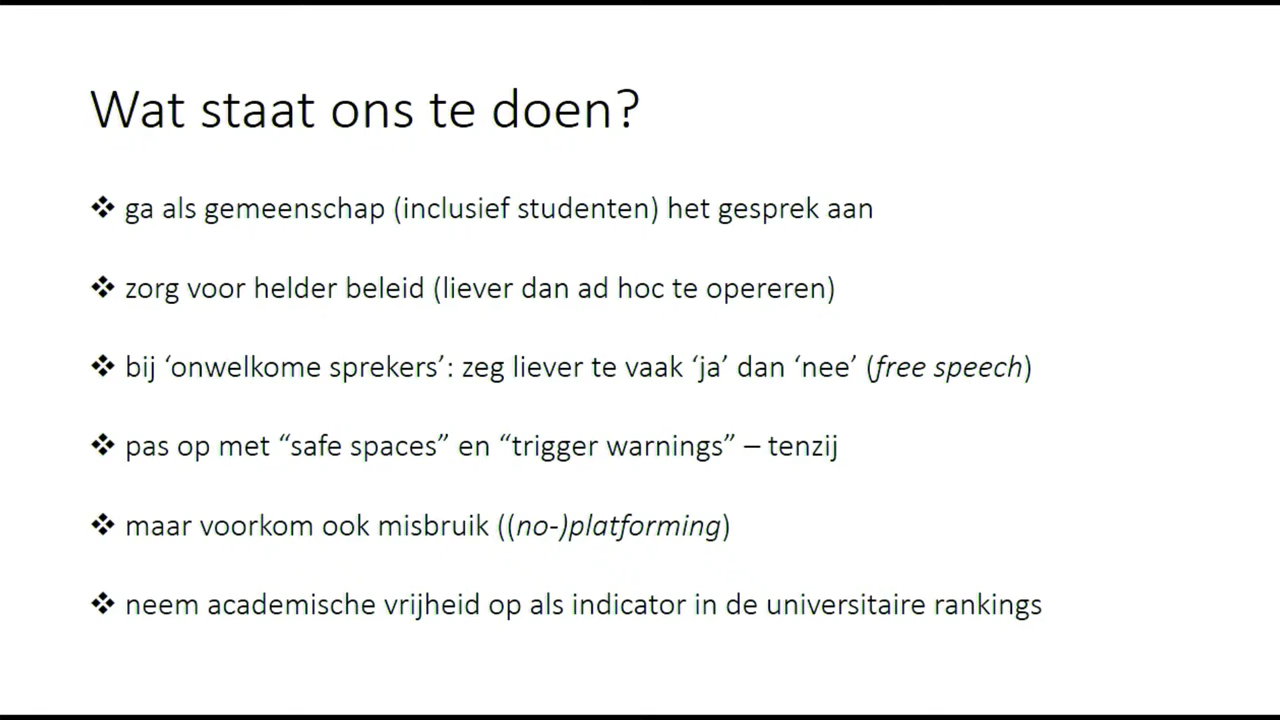 Wat staat ons te doen?
❖ ga als gemeenschap (inclusief studenten) het gesprek aan
❖ zorg voor helder beleid (liever dan ad hoc te opereren)
❖ bij ‘onwelkome sprekers’: zeg liever te vaak ‘ja’ dan ‘nee’ (free speech)
❖ pas op met “safe spaces” en “trigger warnings” – tenzij
❖ maar voorkom ook misbruik ((no-)platforming)
❖ neem academische vrijheid op als indicator in de universitaire rankings